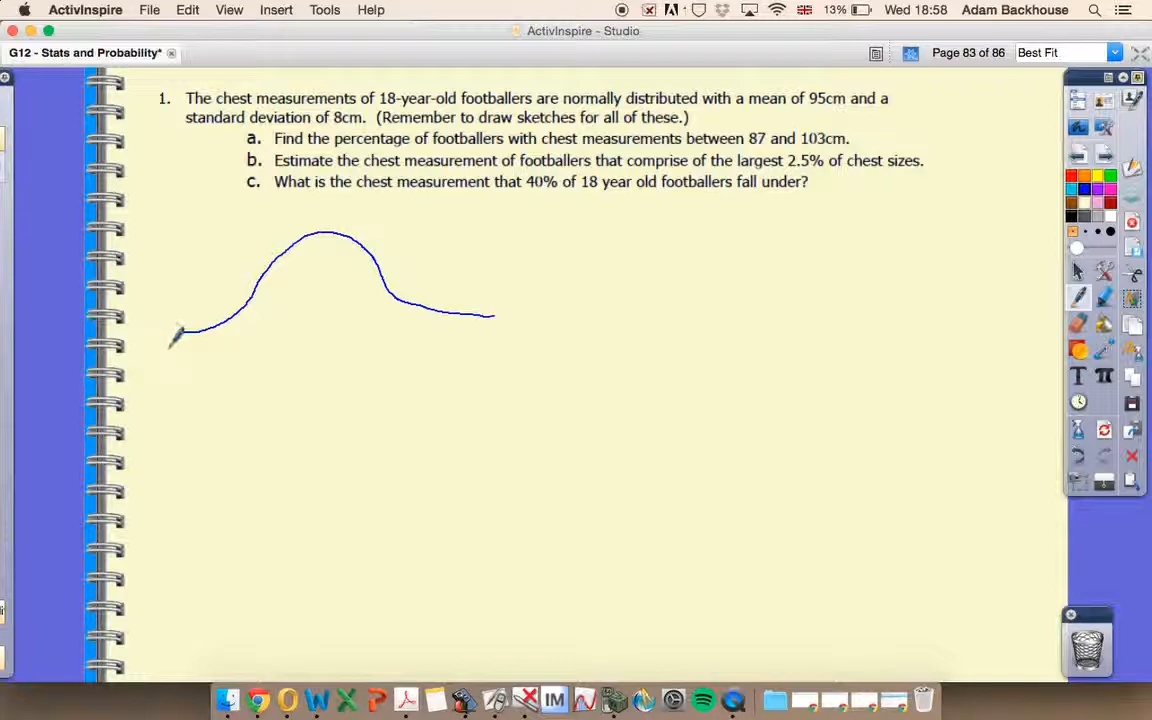 ActivInspire File Edit View Insert Tools Help 13% Wed 18:58 Adam Backhouse
ActivInspire - Studio
G12 - Stats and Probability* Page 83 of 86 Best Fit
1. The chest measurements of 18-year-old footballers are normally distributed with a mean of 95cm and a
standard deviation of 8cm. (Remember to draw sketches for all of these.)
a. Find the percentage of footballers with chest measurements between 87 and 103cm.
b. Estimate the chest measurement of footballers that comprise of the largest 2.5% of chest sizes.
c. What is the chest measurement that 40% of 18 year old footballers fall under?
T π
IM